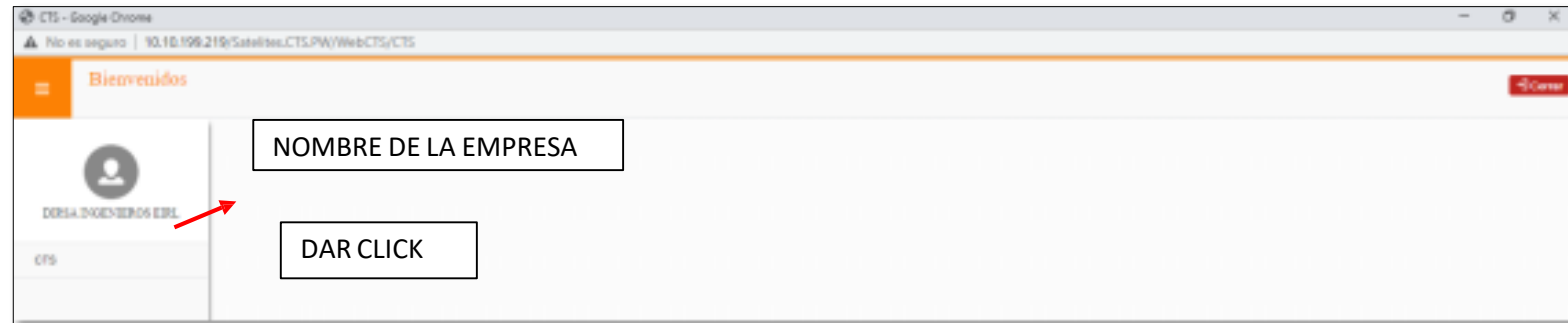 CTS - Google Chrome
No es seguro | 10.10.199.219/Satelites.CTS.PW/WebCTS/CTS
Bienvenidos
Cerrar
NOMBRE DE LA EMPRESA
DIRSA INGENIEROS EIRL
DAR CLICK
CTS